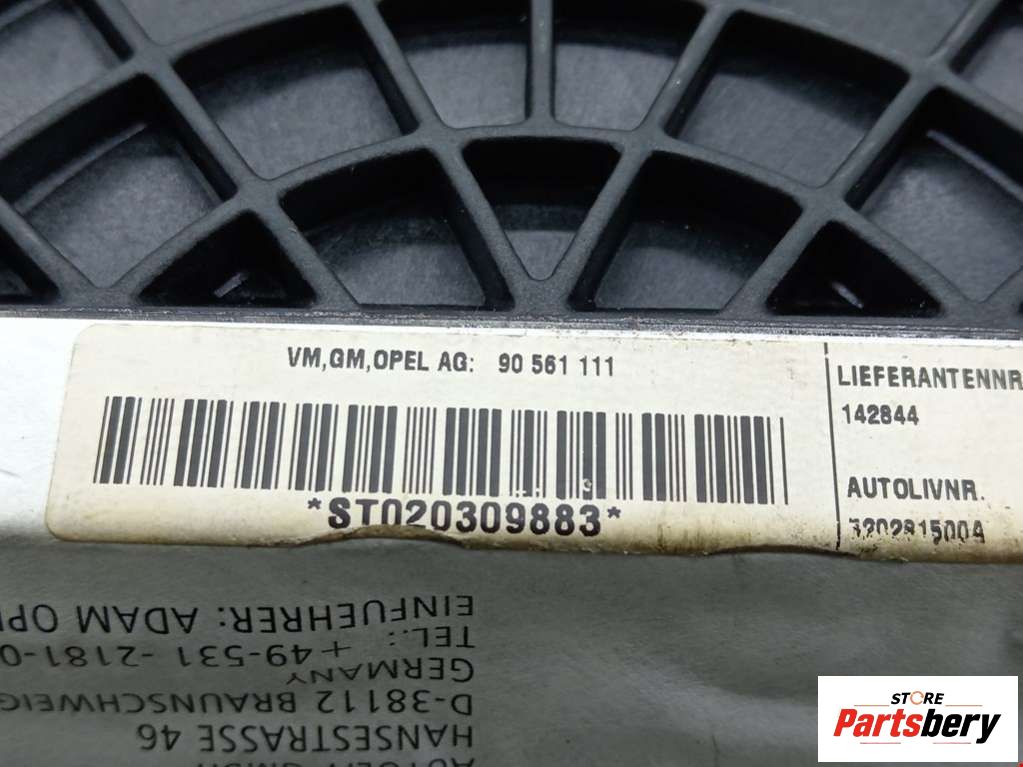 VM,GM,OPEL AG: 90 561 111
*ST020309883*
LIEFERANTENNR
142844
AUTOLIVNR.
HANSESTRASSE 46
D-38112 BRAUNSCHWEIG
GERMANY
TEL.: +49-531 -2181-0
EINFUEHRER: ADAM OP
STORE
Partsbery